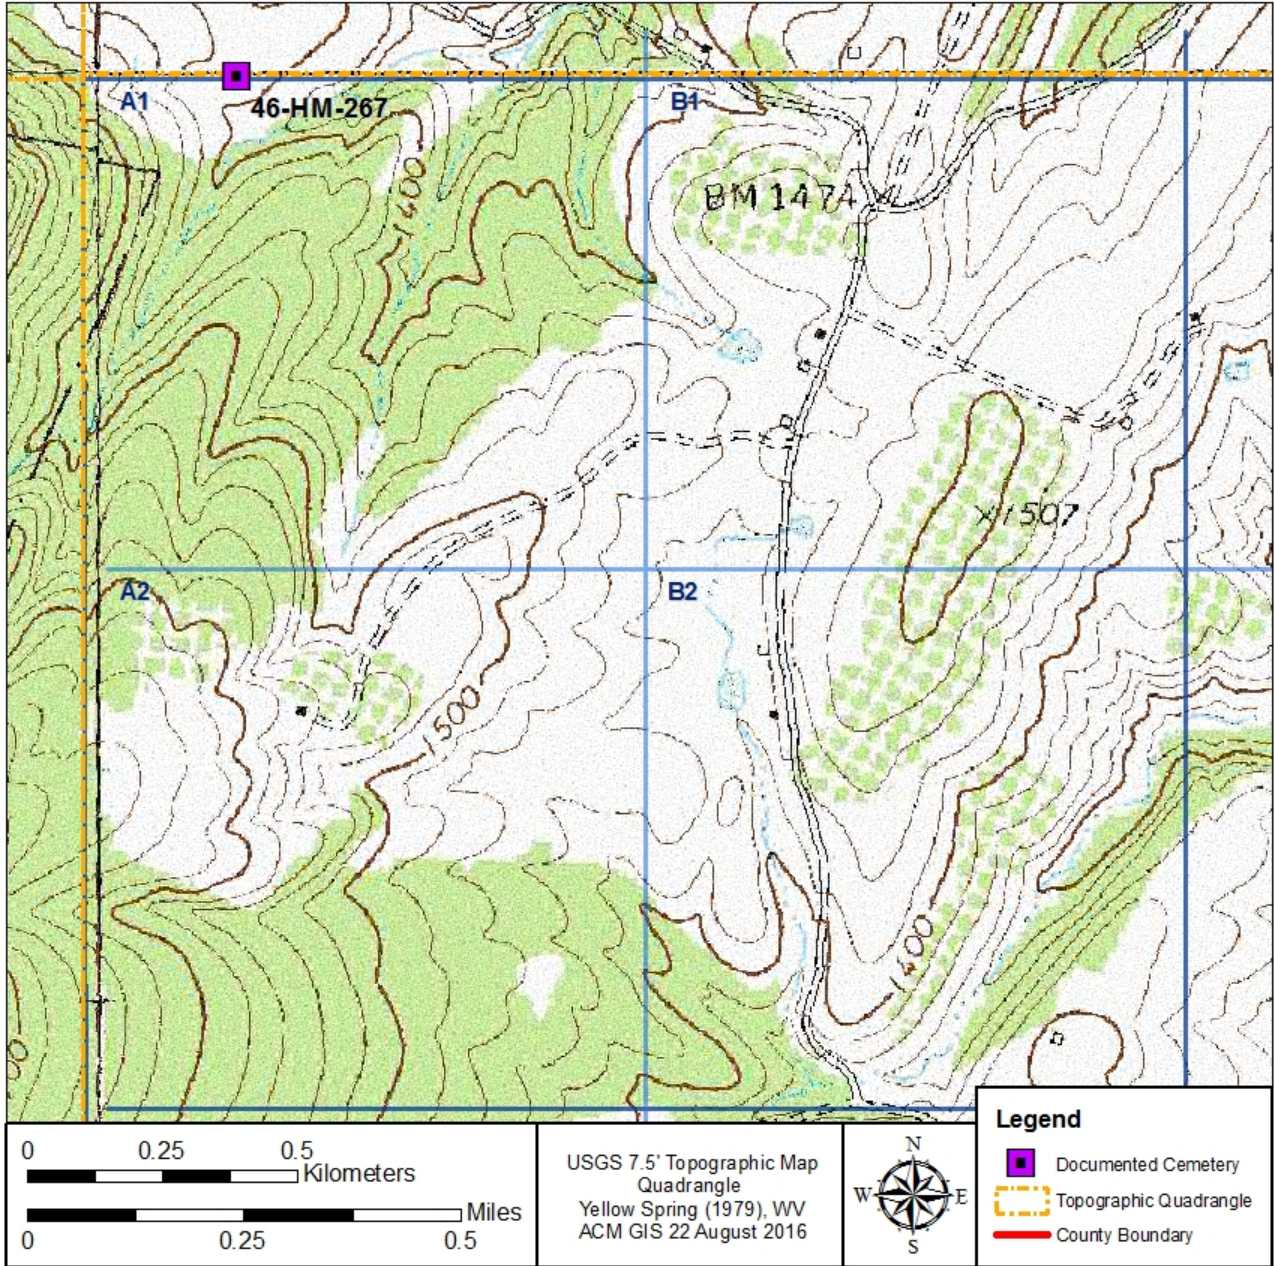 A1
46-HM-267
B1
1400
BM 1474
X 1507
A2
B2
1500
1400
0 0.25 0.5
Kilometers
Miles
0 0.25 0.5
USGS 7.5' Topographic Map
Quadrangle
Yellow Spring (1979), WV
ACM GIS 22 August 2016
N
W E
S
Legend
Documented Cemetery
Topographic Quadrangle
County Boundary